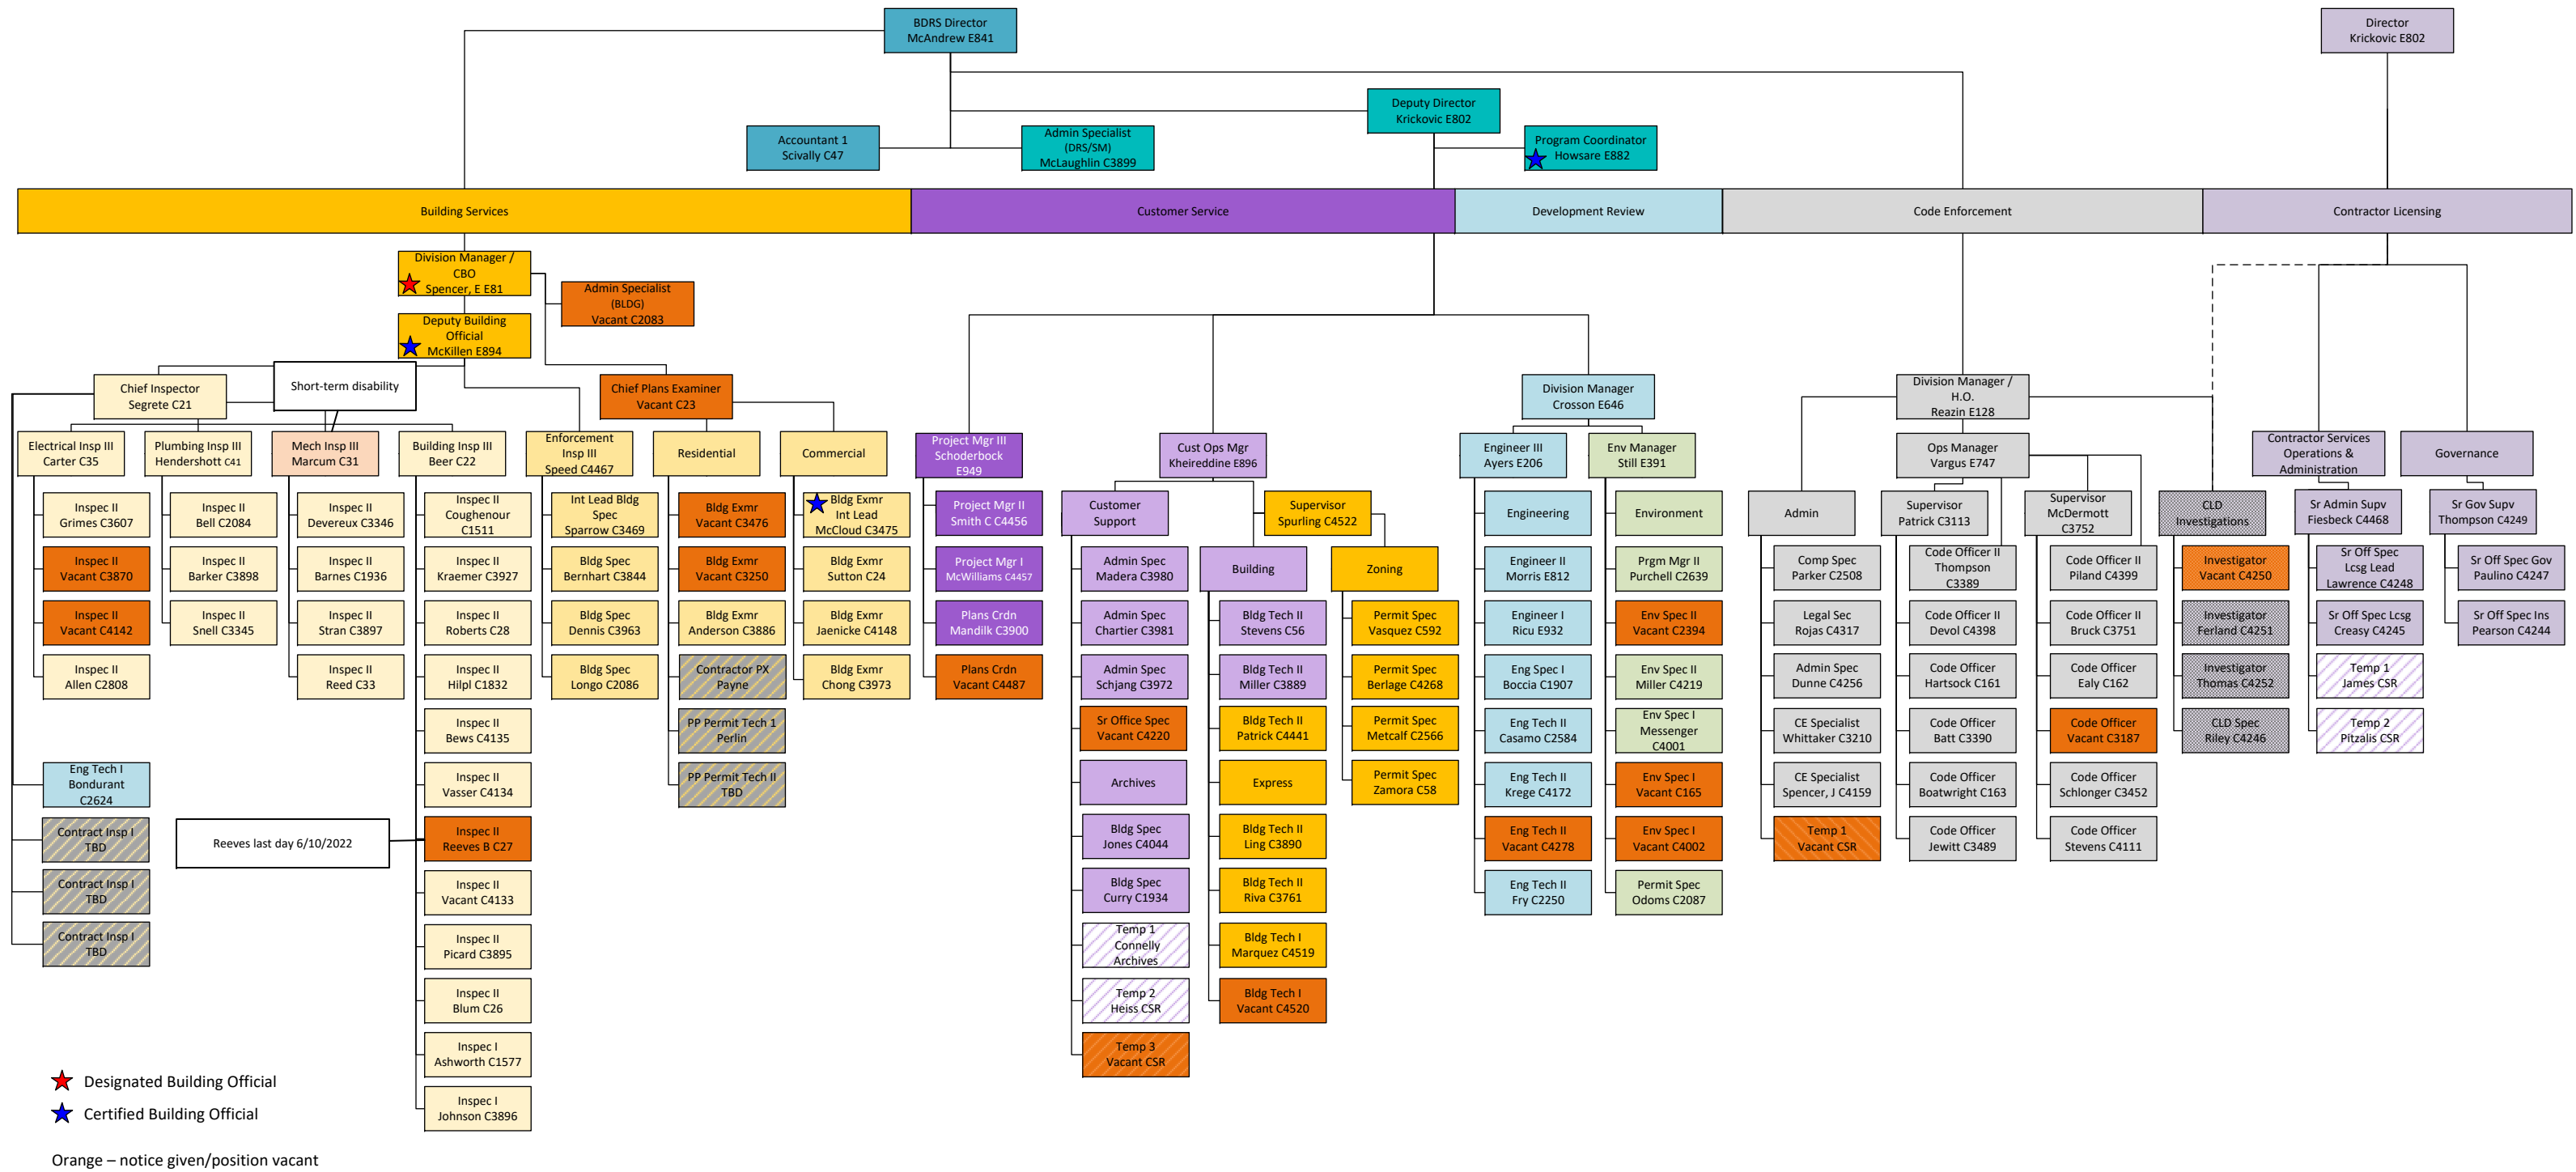 BDRS Director
McAndrew E841
Director
Krickovic E802
Deputy Director
Krickovic E802
Accountant 1
Scivally C47
Admin Specialist
(DRS/SM)
McLaughlin C3899
Program Coordinator
Howsare E882
Building Services
Customer Service
Development Review
Code Enforcement
Contractor Licensing
Division Manager /
CBO
Spencer, E E81
Admin Specialist
(BLDG)
Vacant C2083
Deputy Building
Official
McKillen E894
Short-term disability
Chief Inspector
Segrete C21
Chief Plans Examiner
Vacant C23
Division Manager
Crosson E646
Division Manager /
H.O.
Reazin E128
Electrical Insp III
Carter C35
Plumbing Insp III
Hendershott C41
Mech Insp III
Marcum C31
Building Insp III
Beer C22
Enforcement
Insp III
Speed C4467
Residential
Commercial
Project Mgr III
Schoderbock
E949
Cust Ops Mgr
Kheireddine E896
Engineer III
Ayers E206
Env Manager
Still E391
Ops Manager
Vargus E747
Contractor Services
Operations &
Administration
Governance
Inspec II
Grimes C3607
Inspec II
Vacant C3870
Inspec II
Vacant C4142
Inspec II
Allen C2808
Eng Tech I
Bondurant
C2624
Contract Insp I
TBD
Contract Insp I
TBD
Contract Insp I
TBD
Inspec II
Bell C2084
Inspec II
Barker C3898
Inspec II
Snell C3345
Inspec II
Devereux C3346
Inspec II
Barnes C1936
Inspec II
Stran C3897
Inspec II
Reed C33
Inspec II
Coughenour
C1511
Inspec II
Kraemer C3927
Inspec II
Roberts C28
Inspec II
Hilpl C1832
Inspec II
Bews C4135
Inspec II
Vasser C4134
Reeves last day 6/10/2022
Inspec II
Reeves B C27
Inspec II
Vacant C4133
Inspec II
Picard C3895
Inspec II
Blum C26
Inspec I
Ashworth C1577
Inspec I
Johnson C3896
Int Lead Bldg
Spec
Sparrow C3469
Bldg Spec
Bernhart C3844
Bldg Spec
Dennis C3963
Bldg Spec
Longo C2086
Bldg Exmr
Vacant C3476
Bldg Exmr
Vacant C3250
Bldg Exmr
Anderson C3886
Contractor PX
Payne
PP Permit Tech 1
Perlin
PP Permit Tech II
TBD
Bldg Exmr
Int Lead
McCloud C3475
Bldg Exmr
Sutton C24
Bldg Exmr
Jaenicke C4148
Bldg Exmr
Chong C3973
Project Mgr II
Smith C C4456
Project Mgr I
McWilliams C4457
Plans Crdn
Mandilk C3900
Plans Crdn
Vacant C4487
Customer
Support
Admin Spec
Madera C3980
Admin Spec
Chartier C3981
Admin Spec
Schjang C3972
Sr Office Spec
Vacant C4220
Archives
Bldg Spec
Jones C4044
Bldg Spec
Curry C1934
Temp 1
Connelly
Archives
Temp 2
Heiss CSR
Temp 3
Vacant CSR
Supervisor
Spurling C4522
Building
Bldg Tech II
Stevens C56
Bldg Tech II
Miller C3889
Bldg Tech II
Patrick C4441
Express
Bldg Tech II
Ling C3890
Bldg Tech II
Riva C3761
Bldg Tech I
Marquez C4519
Bldg Tech I
Vacant C4520
Zoning
Permit Spec
Vasquez C592
Permit Spec
Berlage C4268
Permit Spec
Metcalf C2566
Permit Spec
Zamora C58
Engineering
Engineer II
Morris E812
Engineer I
Ricu E932
Eng Spec I
Boccia C1907
Eng Tech II
Casamo C2584
Eng Tech II
Krege C4172
Eng Tech II
Vacant C4278
Eng Tech II
Fry C2250
Environment
Prgm Mgr II
Purchell C2639
Env Spec II
Vacant C2394
Env Spec II
Miller C4219
Env Spec I
Messenger
C4001
Env Spec I
Vacant C165
Env Spec I
Vacant C4002
Permit Spec
Odoms C2087
Admin
Comp Spec
Parker C2508
Legal Sec
Rojas C4317
Admin Spec
Dunne C4256
CE Specialist
Whittaker C3210
CE Specialist
Spencer, J C4159
Temp 1
Vacant CSR
Supervisor
Patrick C3113
Code Officer II
Thompson
C3389
Code Officer II
Devol C4398
Code Officer
Hartsock C161
Code Officer
Batt C3390
Code Officer
Boatwright C163
Code Officer
Jewitt C3489
Supervisor
McDermott
C3752
Code Officer II
Piland C4399
Code Officer II
Bruck C3751
Code Officer
Ealy C162
Code Officer
Vacant C3187
Code Officer
Schlonger C3452
Code Officer
Stevens C4111
CLD
Investigations
Investigator
Vacant C4250
Investigator
Ferland C4251
Investigator
Thomas C4252
CLD Spec
Riley C4246
Sr Admin Supv
Fiesbeck C4468
Sr Off Spec
Lcsg Lead
Lawrence C4248
Sr Off Spec Lcsg
Creasy C4245
Temp 1
James CSR
Temp 2
Pitzalis CSR
Sr Gov Supv
Thompson C4249
Sr Off Spec Gov
Paulino C4247
Sr Off Spec Ins
Pearson C4244
Designated Building Official
Certified Building Official
Orange – notice given/position vacant